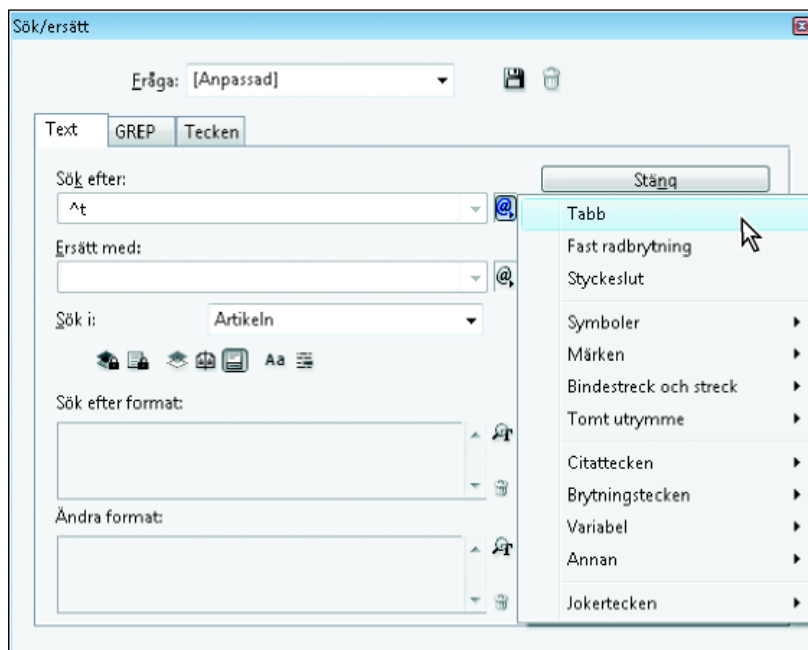 Sök/ersätt
Fråga: [Anpassad]
Text GREP Tecken
Sök efter:
^t
Ersätt med:
Sök i: Artikeln
Aa
Sök efter format:
Ändra format:
Stäng
Tabb
Fast radbrytning
Styckeslut
Symboler
Märken
Bindestreck och streck
Tomt utrymme
Citattecken
Brytningstecken
Variabel
Annan
Jokertecken